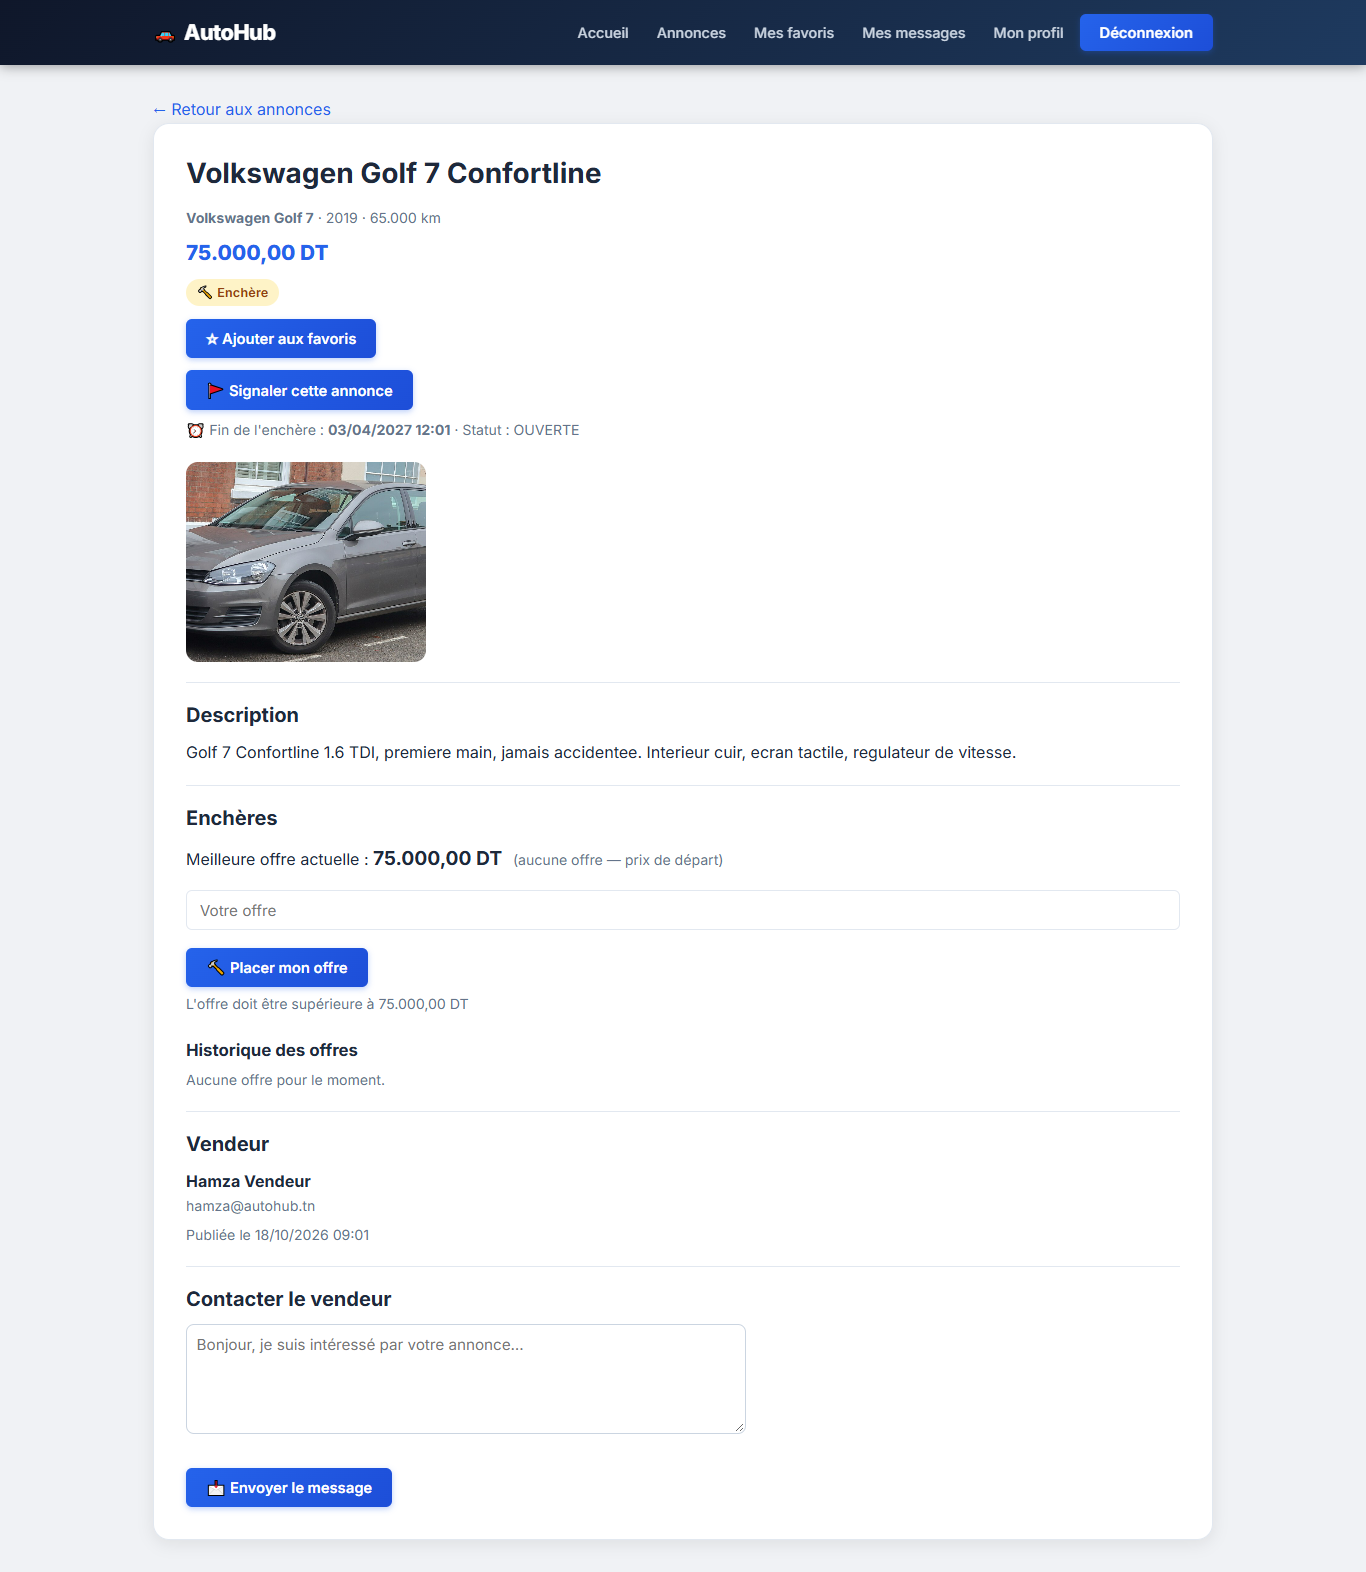 🚗 AutoHub
Accueil Annonces Mes favoris Mes messages Mon profil Déconnexion
← Retour aux annonces
Volkswagen Golf 7 Confortline
Volkswagen Golf 7 · 2019 · 65.000 km
75.000,00 DT
🔨 Enchère
☆ Ajouter aux favoris
🚩 Signaler cette annonce
⏰ Fin de l'enchère : 03/04/2027 12:01 · Statut : OUVERTE
Description
Golf 7 Confortline 1.6 TDI, premiere main, jamais accidentee. Interieur cuir, ecran tactile, regulateur de vitesse.
Enchères
Meilleure offre actuelle : 75.000,00 DT (aucune offre — prix de départ)
Votre offre
🔨 Placer mon offre
L'offre doit être supérieure à 75.000,00 DT
Historique des offres
Aucune offre pour le moment.
Vendeur
Hamza Vendeur
hamza@autohub.tn
Publiée le 18/10/2026 09:01
Contacter le vendeur
Bonjour, je suis intéressé par votre annonce...
📩 Envoyer le message